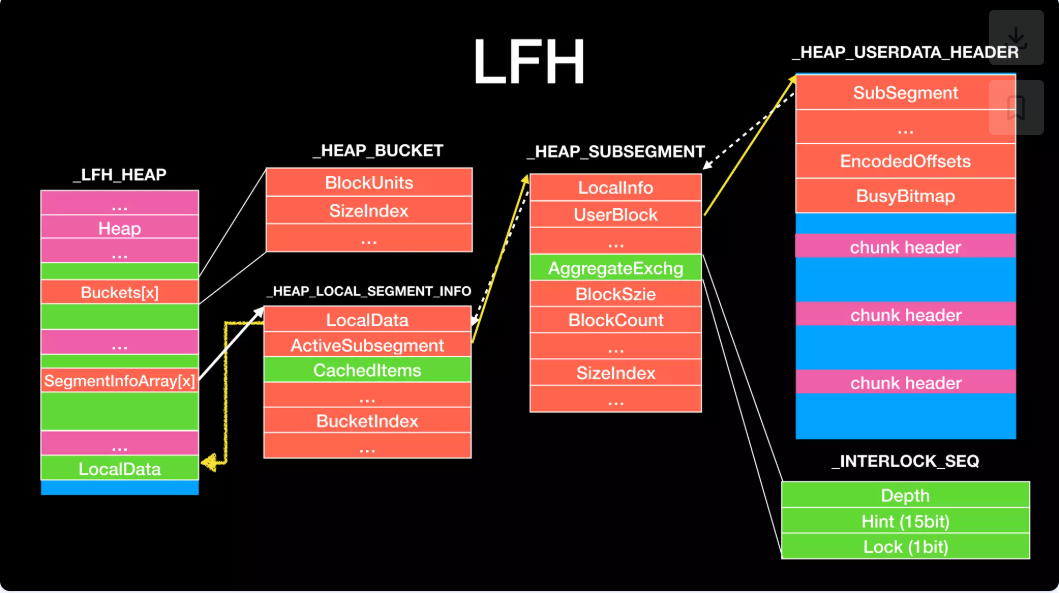 LFH
_LFH_HEAP
...
Heap
...
Buckets[x]
...
SegmentInfoArray[x]
...
LocalData
_HEAP_BUCKET
BlockUnits
SizeIndex
...
_HEAP_LOCAL_SEGMENT_INFO
LocalData
ActiveSubsegment
CachedItems
...
BucketIndex
...
_HEAP_SUBSEGMENT
LocalInfo
UserBlock
...
AggregateExchg
BlockSzie
BlockCount
...
SizeIndex
...
_HEAP_USERDATA_HEADER
SubSegment
...
EncodedOffsets
BusyBitmap
chunk header
chunk header
chunk header
_INTERLOCK_SEQ
Depth
Hint (15bit)
Lock (1bit)